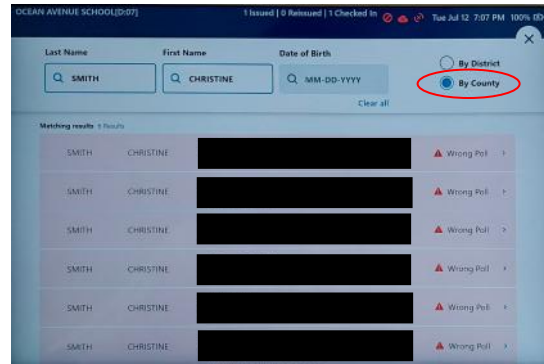 OCEAN AVENUE SCHOOL[D:07] 1 Issued | 0 Reissued | 1 Checked In Tue Jul 12 7:07 PM 100%
Last Name First Name Date of Birth
By District
SMITH CHRISTINE MM-DD-YYYY
By County
Clear all
Matching results Results
SMITH CHRISTINE Wrong Poll
SMITH CHRISTINE Wrong Poll
SMITH CHRISTINE Wrong Poll
SMITH CHRISTINE Wrong Poll
SMITH CHRISTINE Wrong Poll
SMITH CHRISTINE Wrong Poll